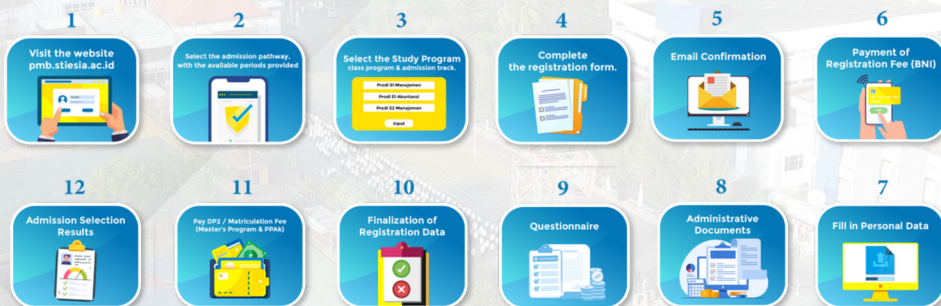 1
Visit the website
pmb.stiesia.ac.id
2
Select the admission pathway,
with the available periods provided
3
Select the Study Program
class program & admission track.
Prodi S1 Manajemen
Prodi S1 Akuntansi
Prodi S2 Manajemen
Input
4
Complete
the registration form.
5
Email Confirmation
6
Payment of
Registration Fee (BNI)
7
Fill in Personal Data
8
Administrative
Documents
9
Questionnaire
10
Finalization of
Registration Data
11
Pay DP2 / Matriculation Fee
(Master's Program & PPAk)
12
Admission Selection
Results